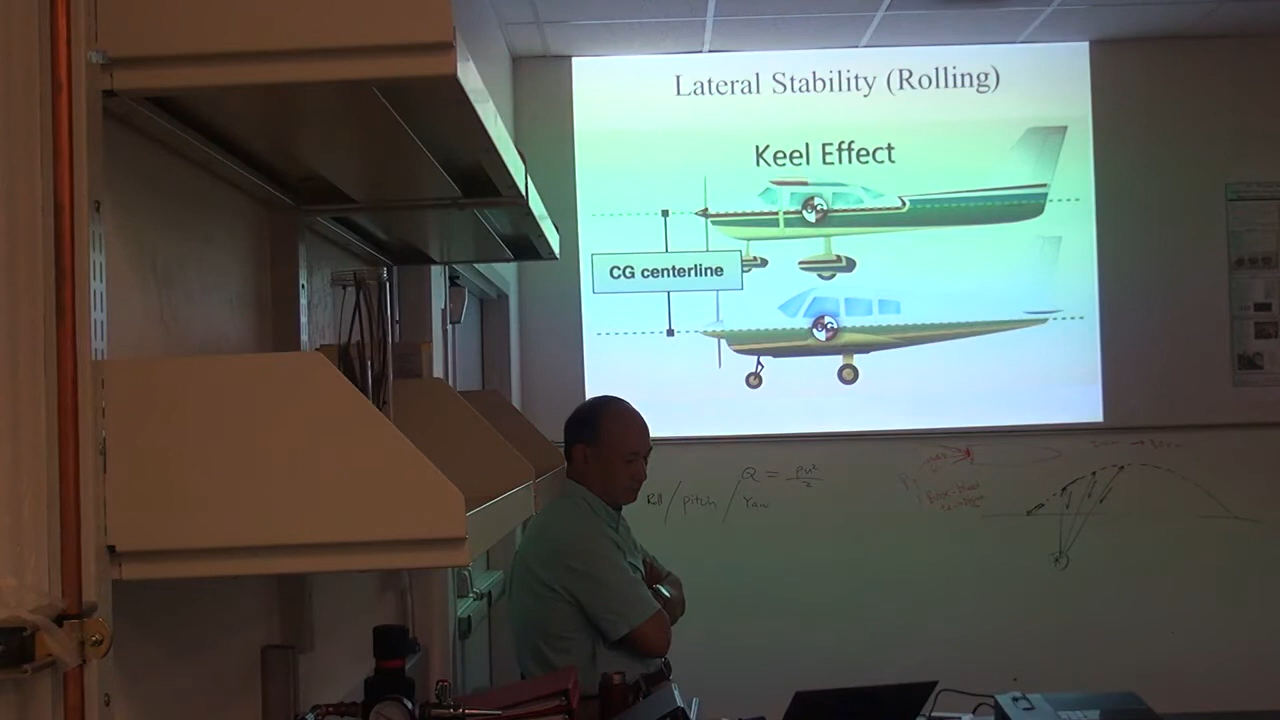 Lateral Stability (Rolling)
Keel Effect
CG
CG centerline
CG
Q = ρu²/2
Roll / pitch / Yaw